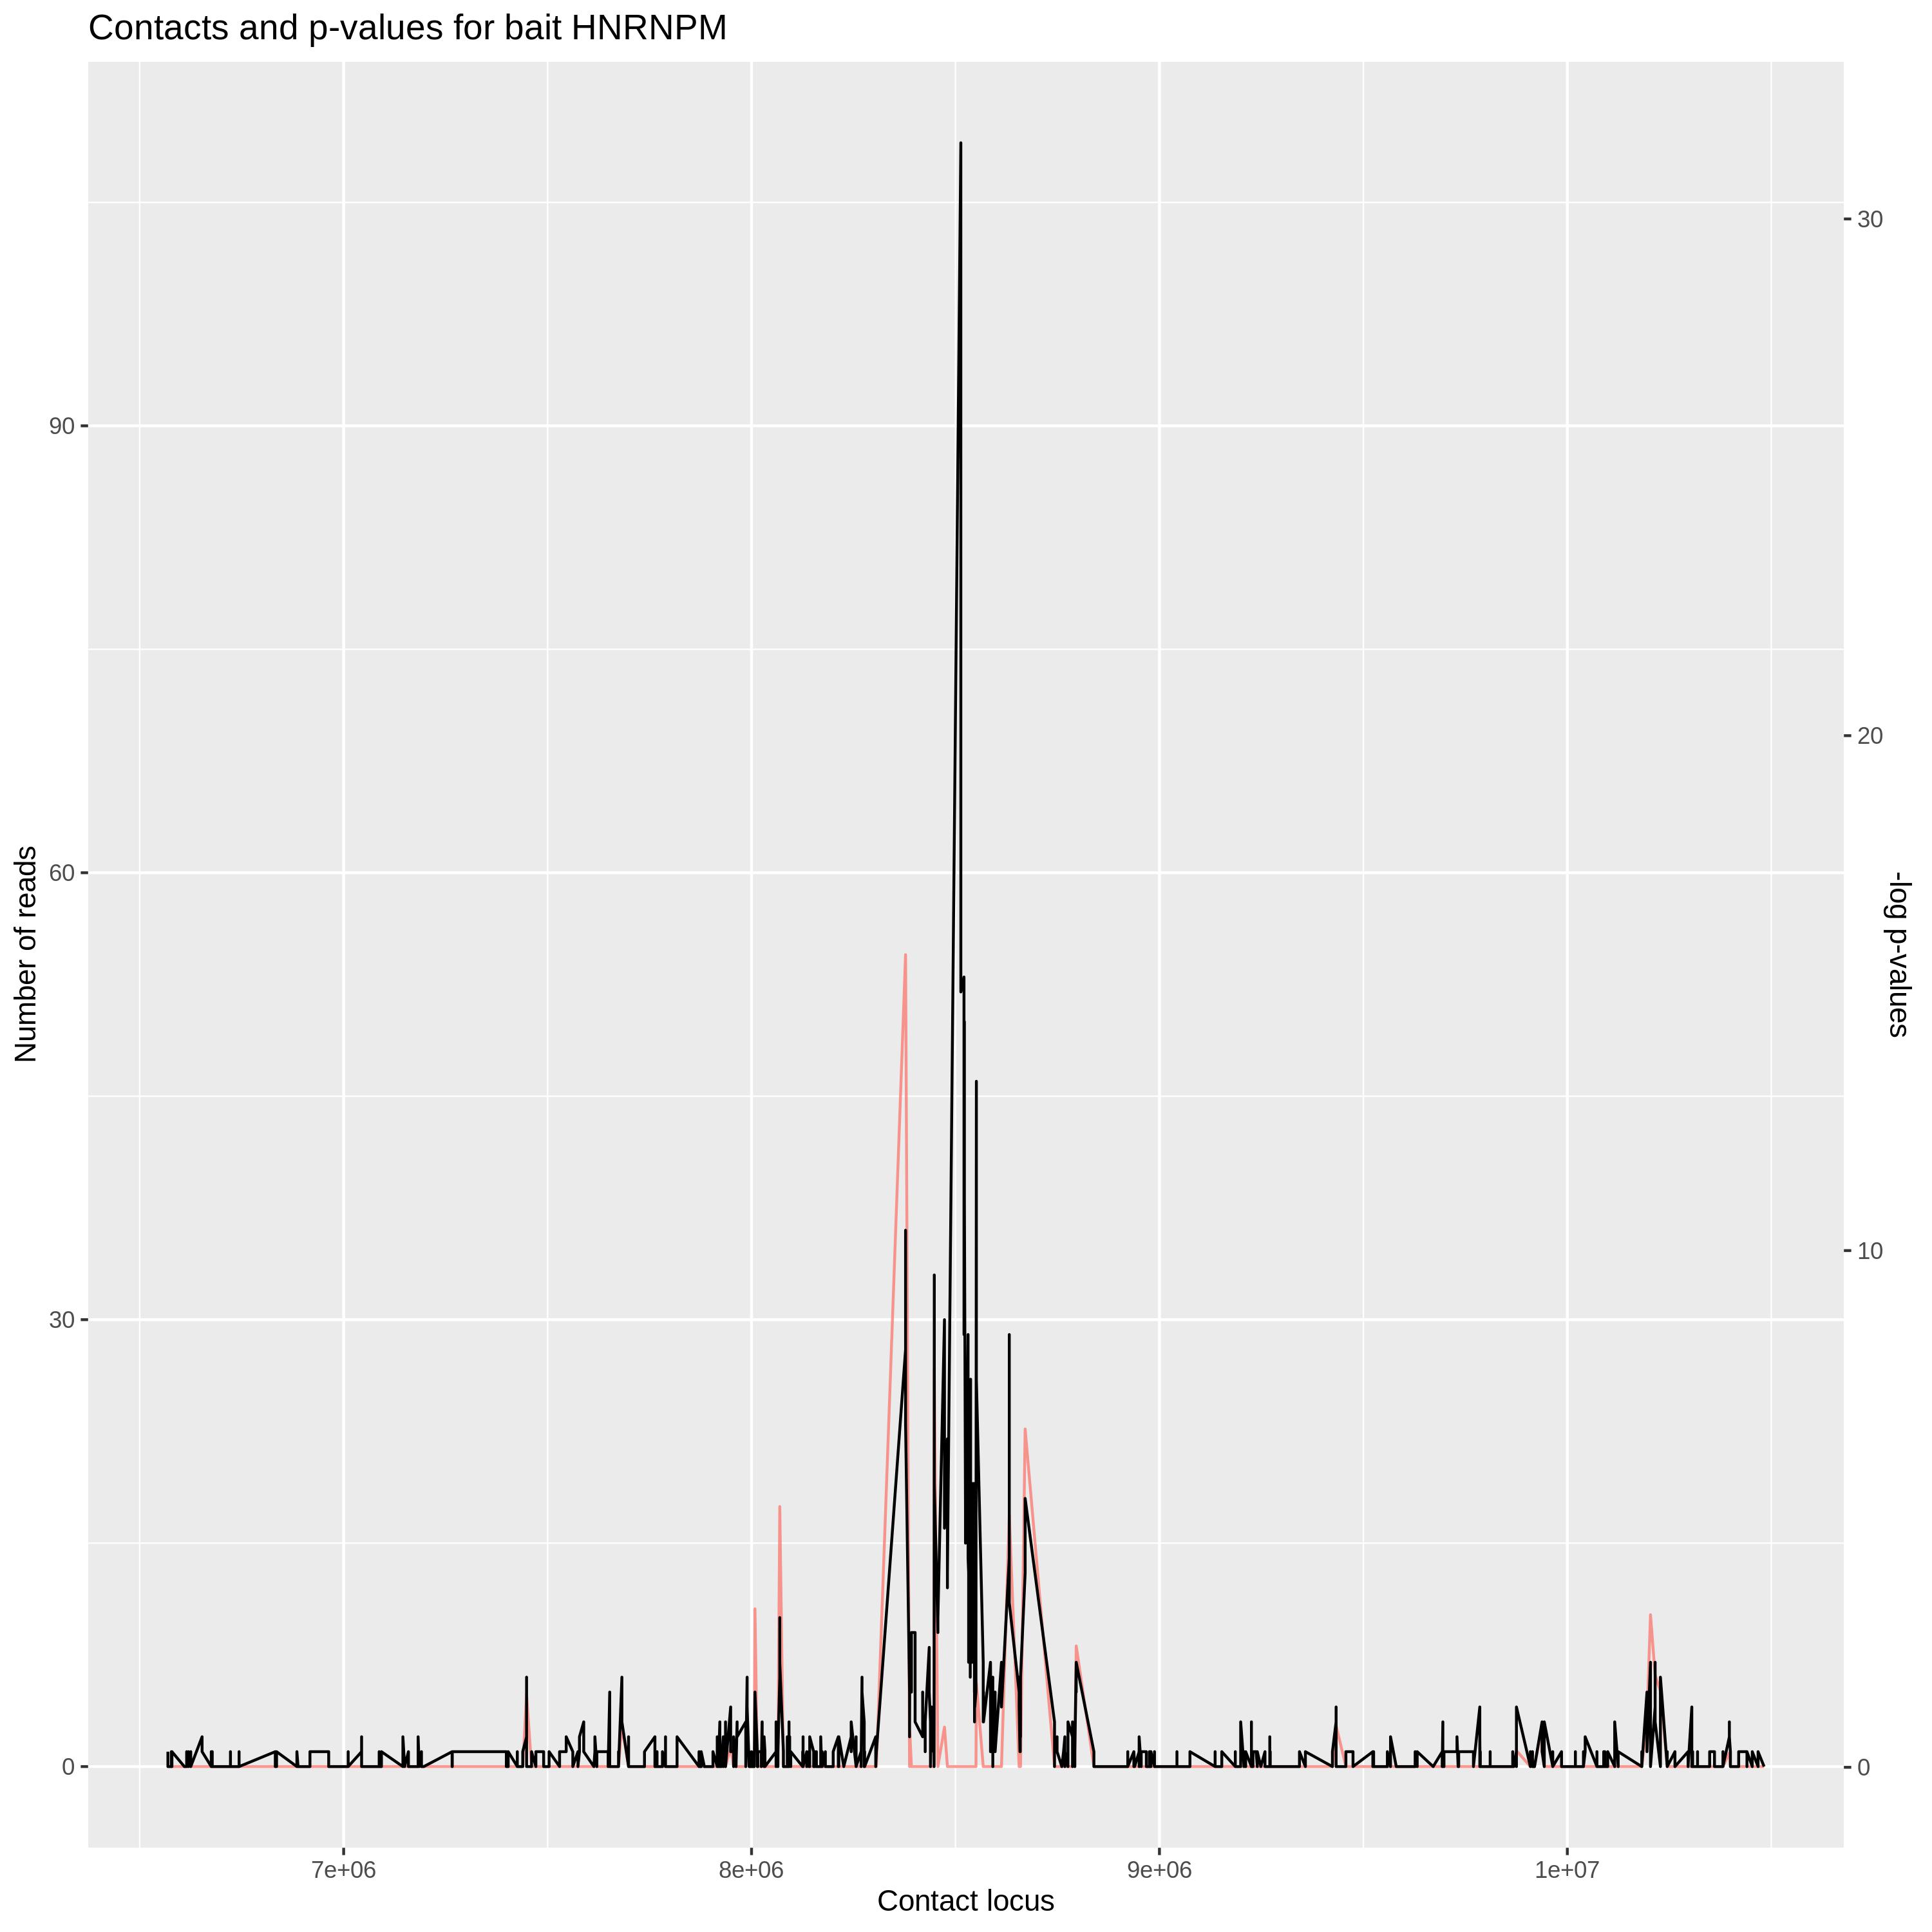 Contacts and p-values for bait HNRNPM
Number of reads
90
60
30
0
30
20
10
0
-log p-values
7e+06 8e+06 9e+06 1e+07
Contact locus